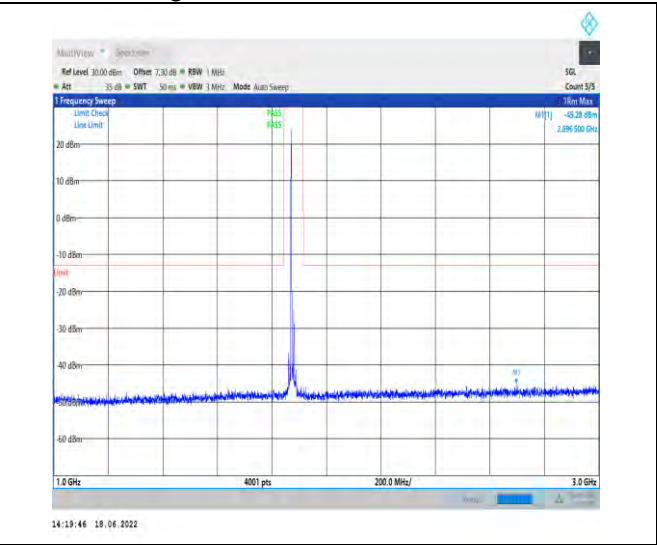 MultiView Spectrum
Ref Level 30.00 dBm Offset 7.30 dB RBW 1 MHz SGL
Att 35 dB SWT 50 ms VBW 3 MHz Mode Auto Sweep Count 5/5
1 Frequency Sweep 1Rm Max
Limit Check PASS M1[1] -45.28 dBm
Line Limit PASS 2.896 500 GHz
20 dBm
10 dBm
0 dBm
-10 dBm
Limit
-20 dBm
-30 dBm
-40 dBm
M1
-50 dBm
-60 dBm
1.0 GHz 4001 pts 200.0 MHz/ 3.0 GHz
14:19:46 18.06.2022